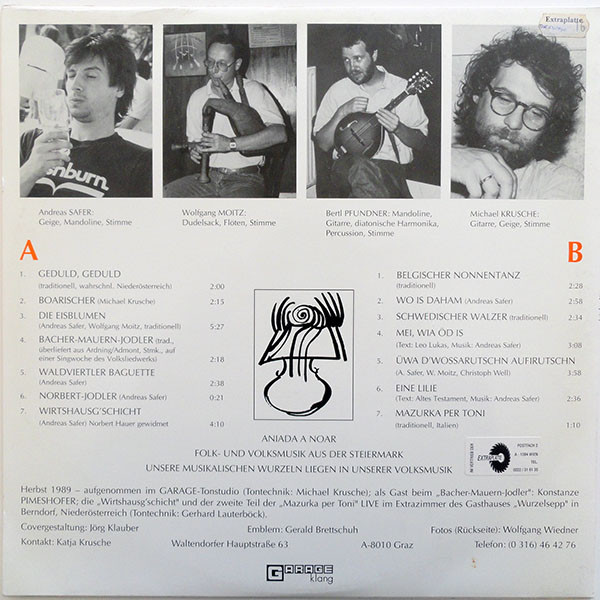 Extraplatte
hburn
Andreas SAFER:
Geige, Mandoline, Stimme
Wolfgang MOITZ:
Dudelsack, Flöten, Stimme
Bertl PFUNDNER: Mandoline,
Gitarre, diatonische Harmonika,
Percussion, Stimme
Michael KRUSCHE:
Gitarre, Geige, Stimme
A
1. GEDULD, GEDULD
(traditionell, wahrschnl. Niederösterreich) 2:00
2. BOARISCHER (Michael Krusche) 2:15
3. DIE EISBLUMEN
(Andreas Safer, Wolfgang Moitz, traditionell) 5:27
4. BACHER-MAUERN-JODLER (trad.,
überliefert aus Ardning/Admont, Stmk., auf
einer Singwoche des Volksliedwerks) 2:18
5. WALDVIERTLER BAGUETTE
(Andreas Safer) 2:38
6. NORBERT-JODLER (Andreas Safer) 0:21
7. WIRTSHAUSG'SCHICHT
(Andreas Safer) Norbert Hauer gewidmet 4:10
B
1. BELGISCHER NONNENTANZ
(traditionell) 2:28
2. WO IS DAHAM (Andreas Safer) 2:58
3. SCHWEDISCHER WALZER (traditionell) 2:34
4. MEI, WIA ÖD IS
(Text: Leo Lukas, Musik: Andreas Safer) 3:08
5. ÜWA D'WOSSARUTSCHN AUFIRUTSCHN
(A. Safer, W. Moitz, Christoph Well) 3:58
6. EINE LILIE
(Text: Altes Testament, Musik: Andreas Safer) 2:36
7. MAZURKA PER TONI
(traditionell, Italien) 1:10
ANIADA A NOAR
FOLK- UND VOLKSMUSIK AUS DER STEIERMARK
UNSERE MUSIKALISCHEN WURZELN LIEGEN IN UNSERER VOLKSMUSIK
IM VERTRIEB DER
EXTRAPLATTE
POSTFACH 2
A - 1094 WIEN
TEL.
Herbst 1989 – aufgenommen im GARAGE-Tonstudio (Tontechnik: Michael Krusche); als Gast beim „Bacher-Mauern-Jodler": Konstanze
PIMESHOFER; die „Wirtshausg'schicht" und der zweite Teil der „Mazurka per Toni" LIVE im Extrazimmer des Gasthauses „Wurzelsepp" in
Berndorf, Niederösterreich (Tontechnik: Gerhard Lauterböck).
Covergestaltung: Jörg Klauber Emblem: Gerald Brettschuh Fotos (Rückseite): Wolfgang Wiedner
Kontakt: Katja Krusche Waltendorfer Hauptstraße 63 A-8010 Graz Telefon: (0 316) 46 42 76
GARAGE
klang